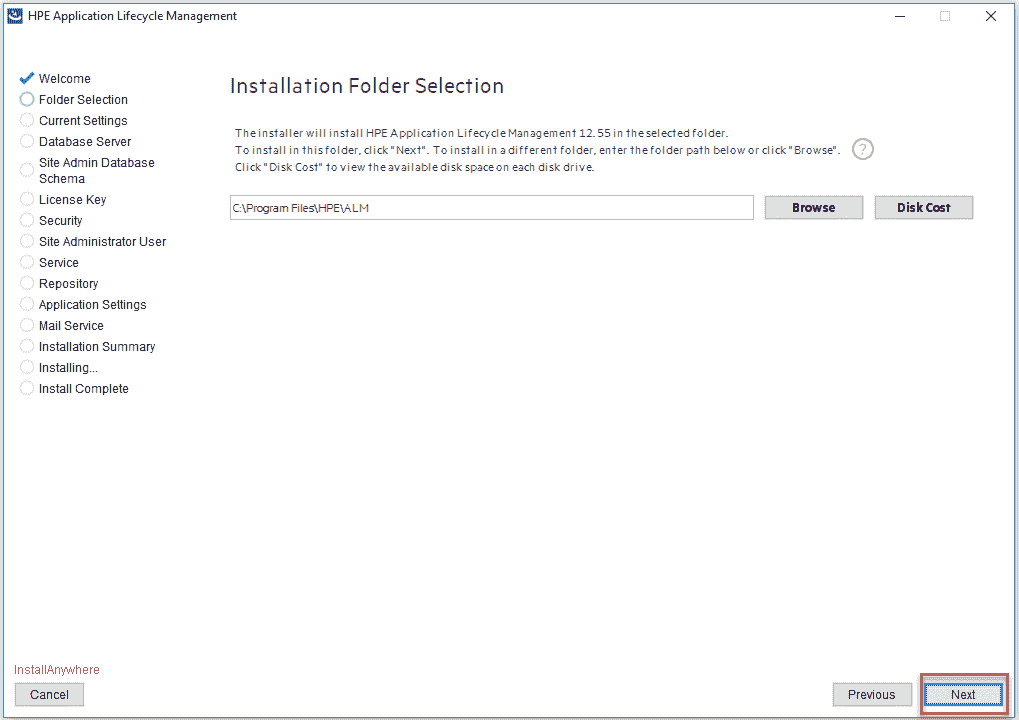 HPE Application Lifecycle Management
Welcome
Folder Selection
Current Settings
Database Server
Site Admin Database
Schema
License Key
Security
Site Administrator User
Service
Repository
Application Settings
Mail Service
Installation Summary
Installing...
Install Complete
Installation Folder Selection
The installer will install HPE Application Lifecycle Management 12.55 in the selected folder.
To install in this folder, click "Next". To install in a different folder, enter the folder path below or click "Browse".
Click "Disk Cost" to view the available disk space on each disk drive.
?
C:\Program Files\HPE\ALM
Browse
Disk Cost
InstallAnywhere
Cancel
Previous
Next